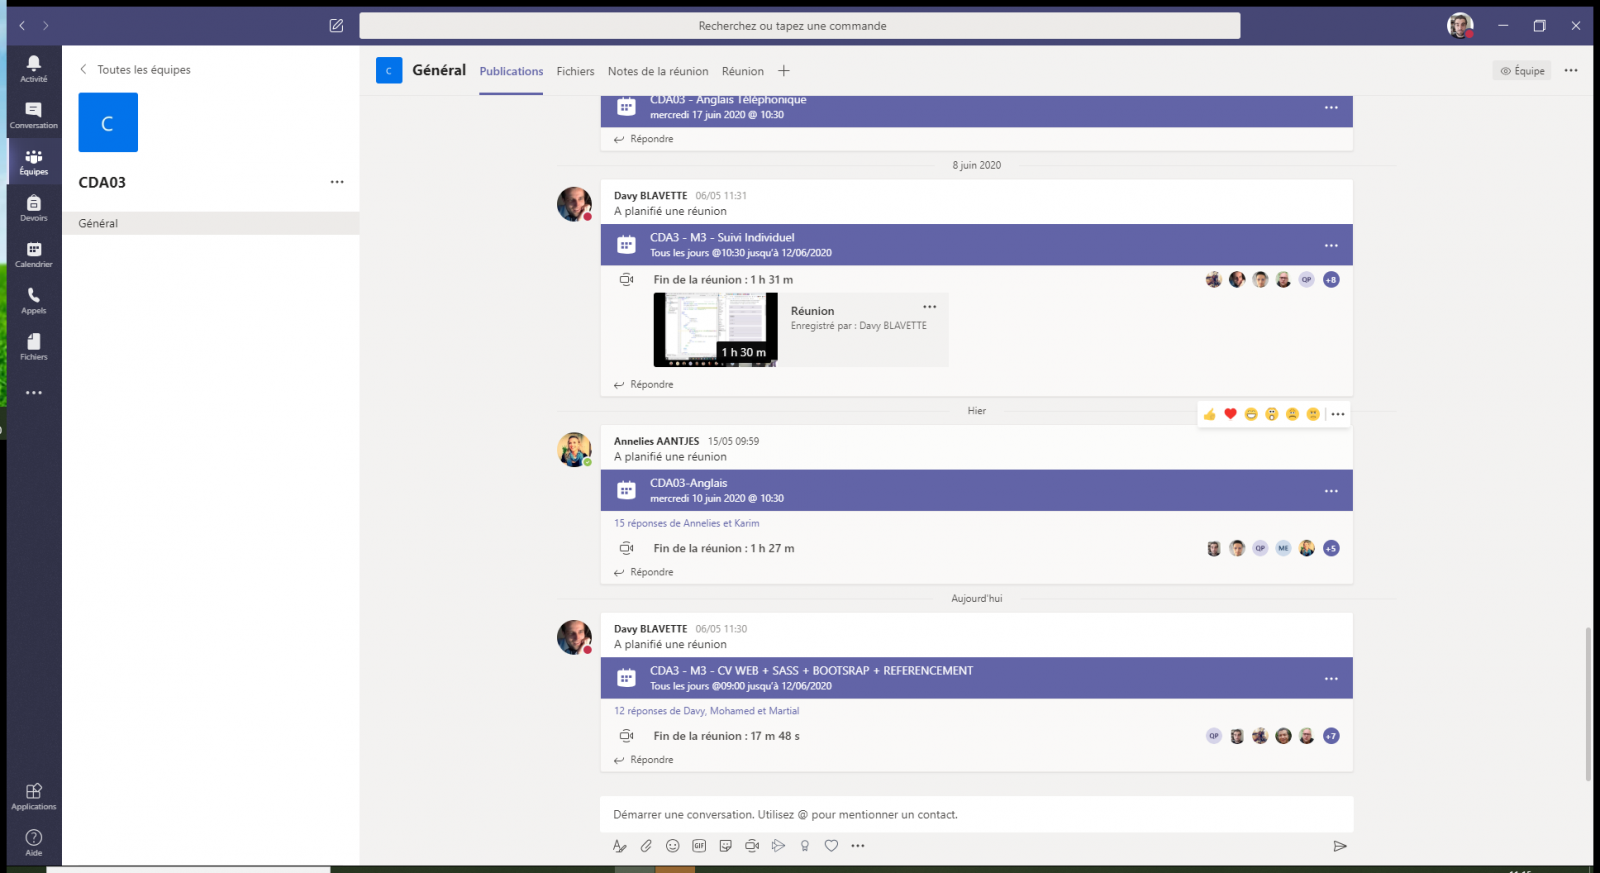 Recherchez ou tapez une commande
Activité
Conversation
Équipes
Devoirs
Calendrier
Appels
Fichiers
Applications
Aide
Toutes les équipes
C
CDA03
Général
C
Général
Publications
Fichiers
Notes de la réunion
Réunion
Équipe
CDA03 - Anglais Téléphonique
mercredi 17 juin 2020 @ 10:30
Répondre
8 juin 2020
Davy BLAVETTE 06/05 11:31
A planifié une réunion
CDA3 - M3 - Suivi Individuel
Tous les jours @10:30 jusqu'à 12/06/2020
Fin de la réunion : 1 h 31 m
QP
+8
Réunion
Enregistré par : Davy BLAVETTE
1 h 30 m
Répondre
Hier
Annelies AANTJES 15/05 09:59
A planifié une réunion
CDA03-Anglais
mercredi 10 juin 2020 @ 10:30
15 réponses de Annelies et Karim
Fin de la réunion : 1 h 27 m
QP
ME
+5
Répondre
Aujourd'hui
Davy BLAVETTE 06/05 11:30
A planifié une réunion
CDA3 - M3 - CV WEB + SASS + BOOTSRAP + REFERENCEMENT
Tous les jours @09:00 jusqu'à 12/06/2020
12 réponses de Davy, Mohamed et Martial
Fin de la réunion : 17 m 48 s
QP
+7
Répondre
Démarrer une conversation. Utilisez @ pour mentionner un contact.
GIF